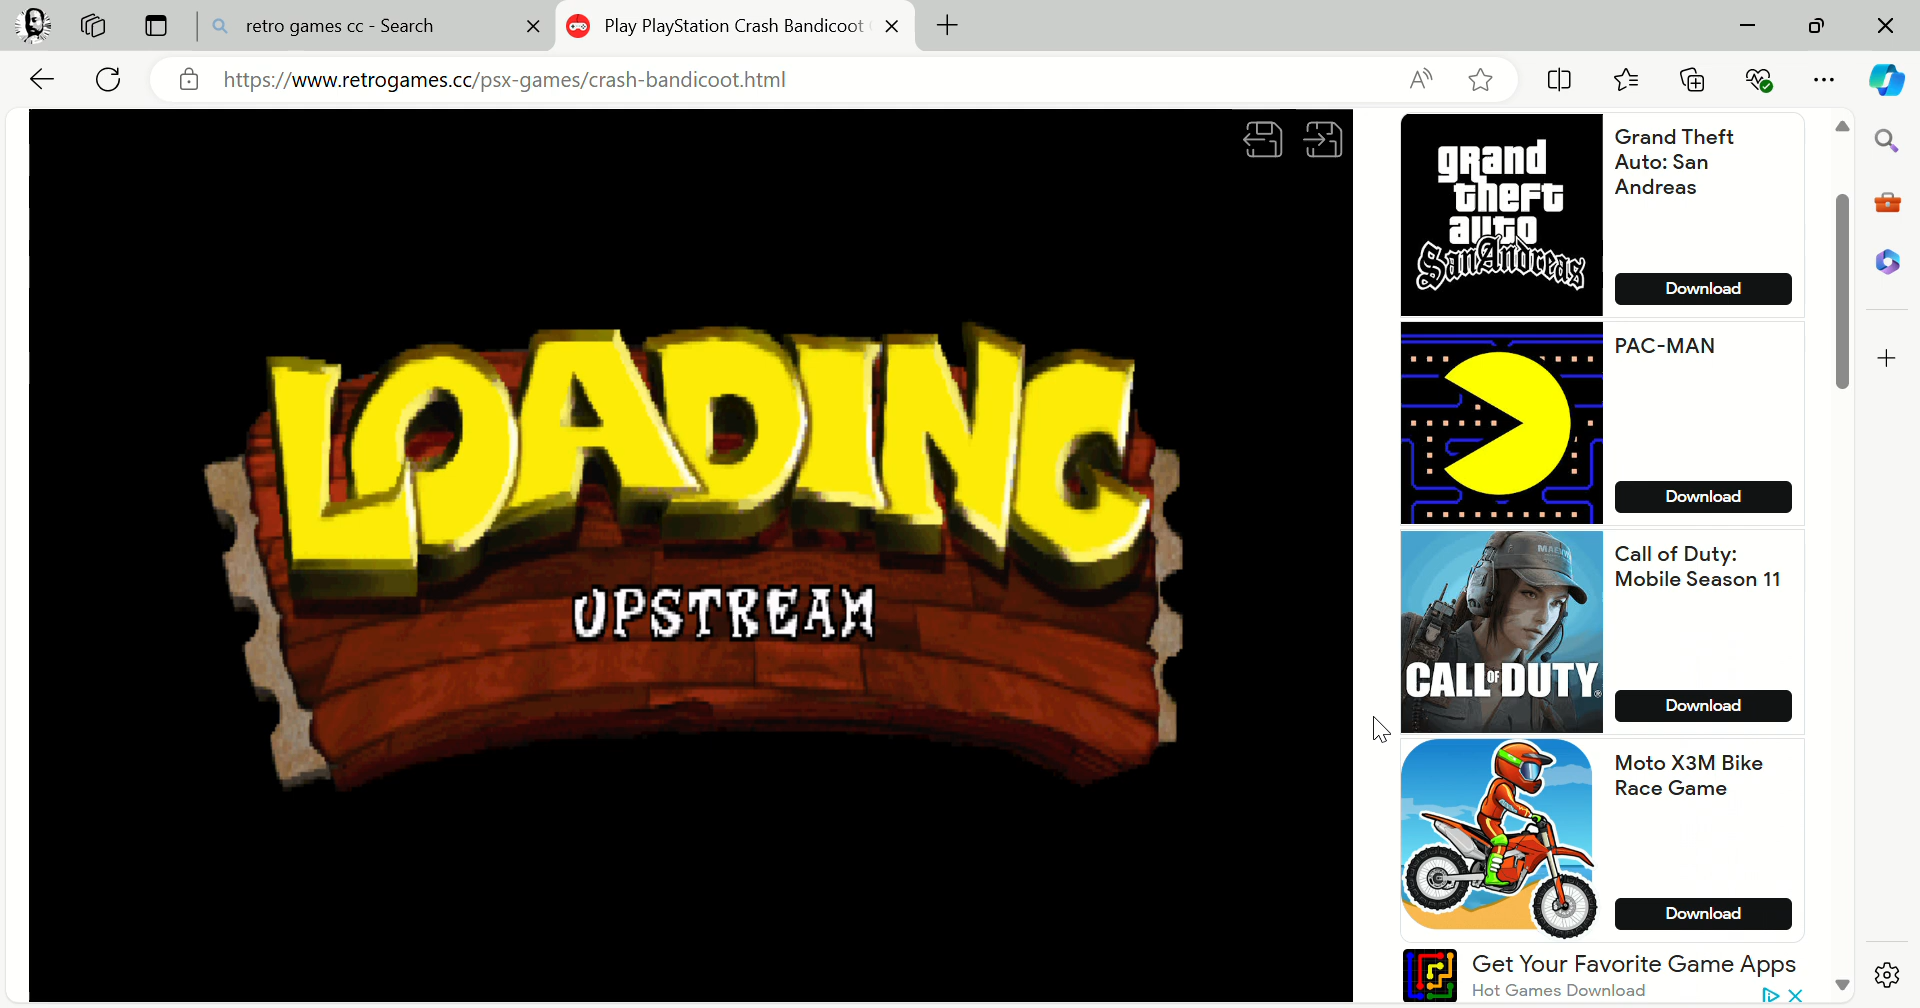 retro games cc - Search
Play PlayStation Crash Bandicoot
https://www.retrogames.cc/psx-games/crash-bandicoot.html
LOADING
UPSTREAM
grand
theft
auto
San Andreas
Grand Theft
Auto: San
Andreas
Download
PAC-MAN
Download
CALL OF DUTY
Call of Duty:
Mobile Season 11
Download
Moto X3M Bike
Race Game
Download
Get Your Favorite Game Apps
Hot Games Download